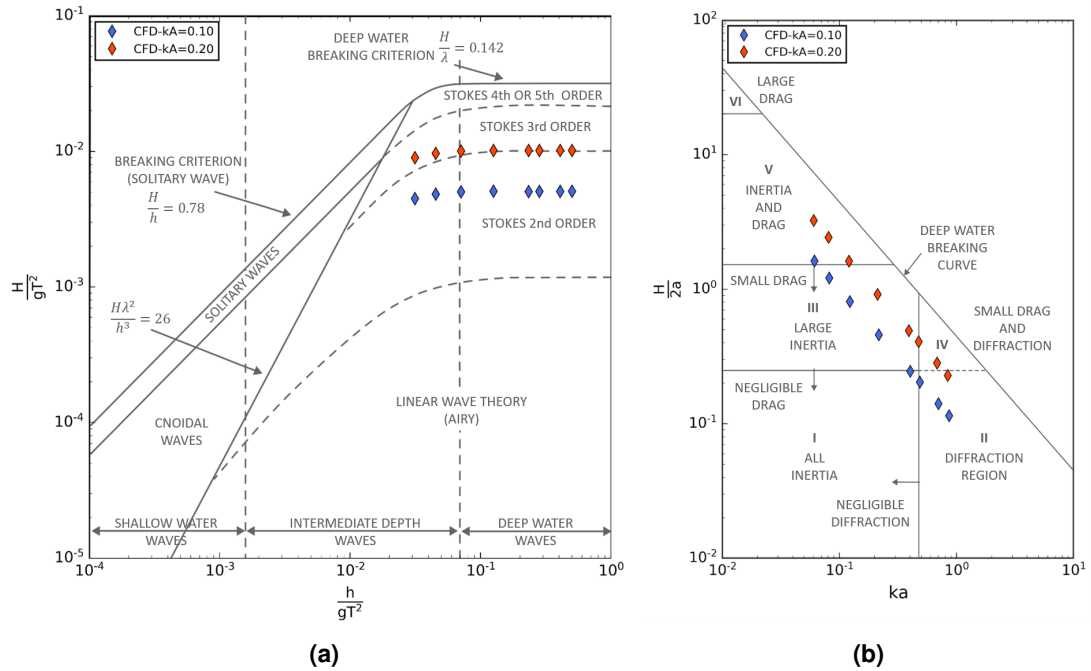 CFD-kA=0.10
CFD-kA=0.20
DEEP WATER
BREAKING CRITERION
H/λ = 0.142
STOKES 4th OR 5th ORDER
STOKES 3rd ORDER
STOKES 2nd ORDER
BREAKING CRITERION
(SOLITARY WAVE)
H/h = 0.78
SOLITARY WAVES
Hλ²/h³ = 26
CNOIDAL
WAVES
LINEAR WAVE THEORY
(AIRY)
SHALLOW WATER
WAVES
INTERMEDIATE DEPTH
WAVES
DEEP WATER
WAVES
10⁻¹
10⁻²
10⁻³
10⁻⁴
10⁻⁵
H/gT²
10⁻⁴
10⁻³
10⁻²
10⁻¹
10⁰
h/gT²
(a)
CFD-kA=0.10
CFD-kA=0.20
VI
LARGE
DRAG
V
INERTIA
AND
DRAG
DEEP WATER
BREAKING
CURVE
SMALL DRAG
III
LARGE
INERTIA
IV
SMALL DRAG
AND
DIFFRACTION
NEGLIGIBLE
DRAG
I
ALL
INERTIA
II
DIFFRACTION
REGION
NEGLIGIBLE
DIFFRACTION
10²
10¹
10⁰
10⁻¹
10⁻²
H/2a
10⁻²
10⁻¹
10⁰
10¹
ka
(b)